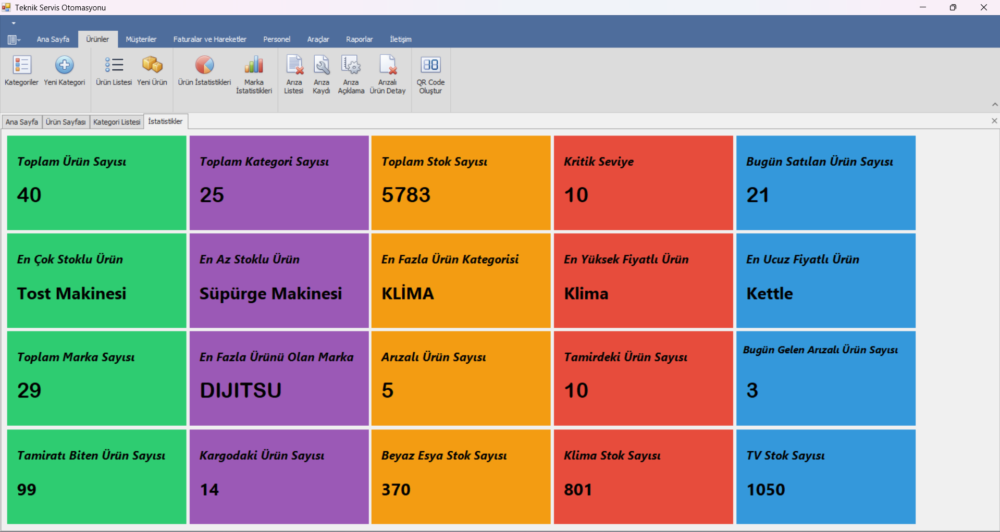 Teknik Servis Otomasyonu
Ana Sayfa Ürünler Müşteriler Faturalar ve Hareketler Personel Araçlar Raporlar İletişim
Kategoriler Yeni Kategori Ürün Listesi Yeni Ürün Ürün İstatistikleri Marka İstatistikleri Arıza Listesi Arıza Kaydı Arıza Açıklama Arızalı Ürün Detay QR Code Oluştur
Ana Sayfa Ürün Sayfası Kategori Listesi İstatistikler
Toplam Ürün Sayısı
40
Toplam Kategori Sayısı
25
Toplam Stok Sayısı
5783
Kritik Seviye
10
Bugün Satılan Ürün Sayısı
21
En Çok Stoklu Ürün
Tost Makinesi
En Az Stoklu Ürün
Süpürge Makinesi
En Fazla Ürün Kategorisi
KLİMA
En Yüksek Fiyatlı Ürün
Klima
En Ucuz Fiyatlı Ürün
Kettle
Toplam Marka Sayısı
29
En Fazla Ürünü Olan Marka
DIJITSU
Arızalı Ürün Sayısı
5
Tamirdeki Ürün Sayısı
10
Bugün Gelen Arızalı Ürün Sayısı
3
Tamiratı Biten Ürün Sayısı
99
Kargodaki Ürün Sayısı
14
Beyaz Esya Stok Sayısı
370
Klima Stok Sayısı
801
TV Stok Sayısı
1050